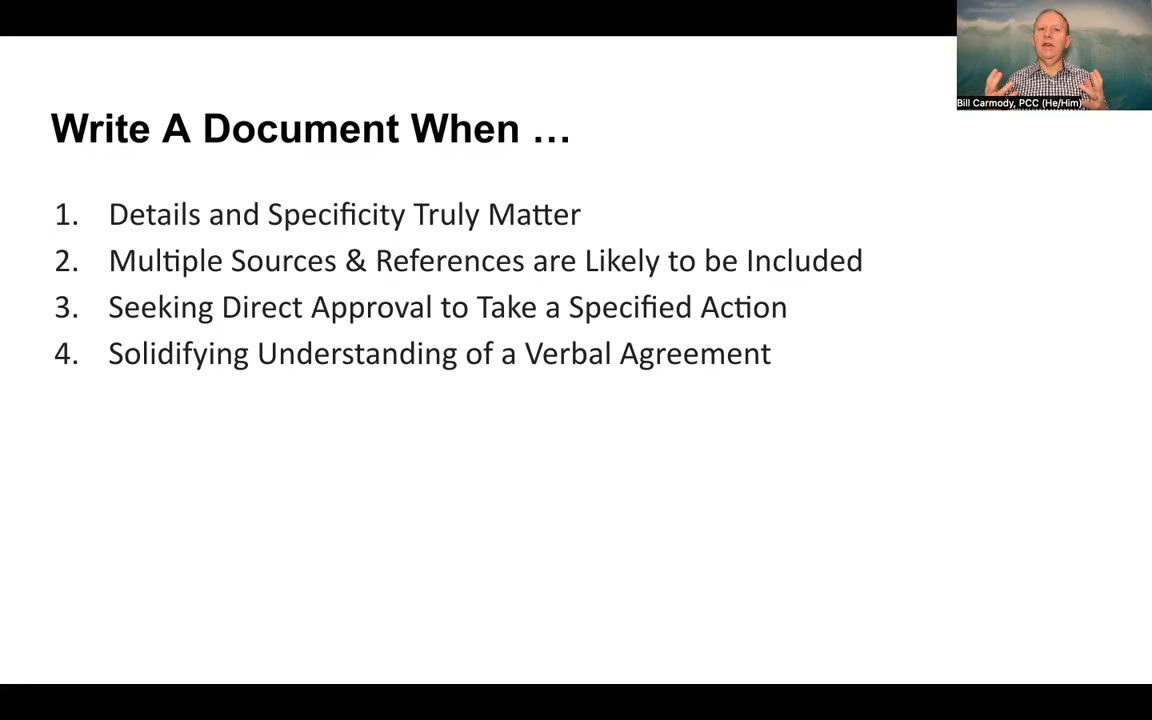 Bill Carmody, PCC (He/Him)
Write A Document When …
1. Details and Specificity Truly Matter
2. Multiple Sources & References are Likely to be Included
3. Seeking Direct Approval to Take a Specified Action
4. Solidifying Understanding of a Verbal Agreement